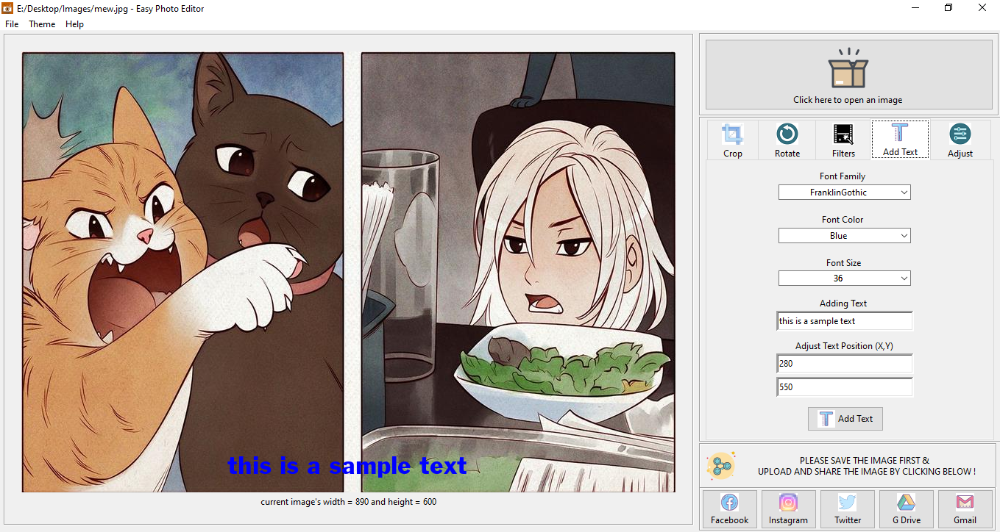 E:/Desktop/Images/mew.jpg - Easy Photo Editor
File Theme Help
Click here to open an image
Crop Rotate Filters Add Text Adjust
Font Family
FranklinGothic
Font Color
Blue
Font Size
36
Adding Text
this is a sample text
Adjust Text Position (X,Y)
280
550
Add Text
this is a sample text
current image's width = 890 and height = 600
PLEASE SAVE THE IMAGE FIRST &
UPLOAD AND SHARE THE IMAGE BY CLICKING BELOW !
Facebook Instagram Twitter G Drive Gmail